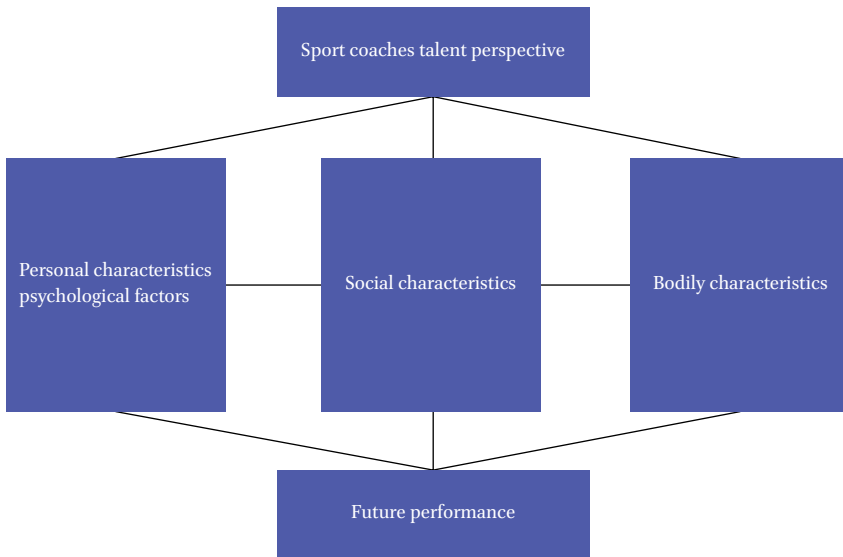 Sport coaches talent perspective
Personal characteristics
psychological factors
Social characteristics
Bodily characteristics
Future performance